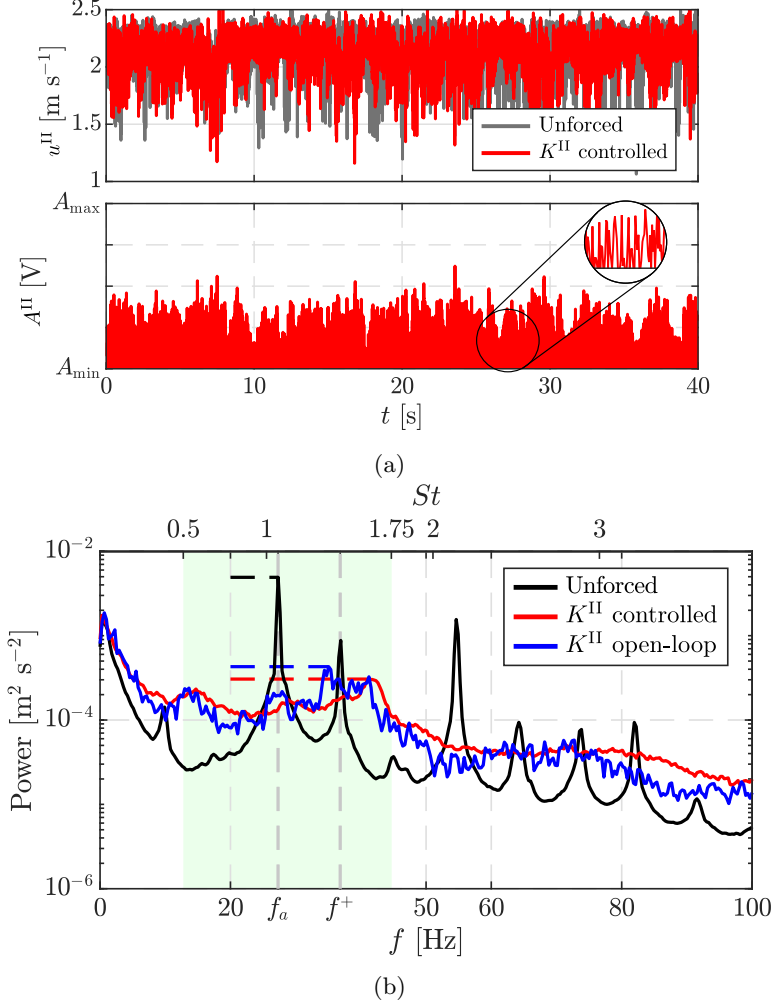 2.5
2
1.5
1
u^II [m s⁻¹]
Unforced
K^II controlled
A_max
A_min
A^II [V]
0 10 20 30 40
t [s]
(a)
St
0.5 1 1.75 2 3
10⁻²
10⁻⁴
10⁻⁶
Power [m² s⁻²]
Unforced
K^II controlled
K^II open-loop
0 20 f_a f⁺ 50 60 80 100
f [Hz]
(b)